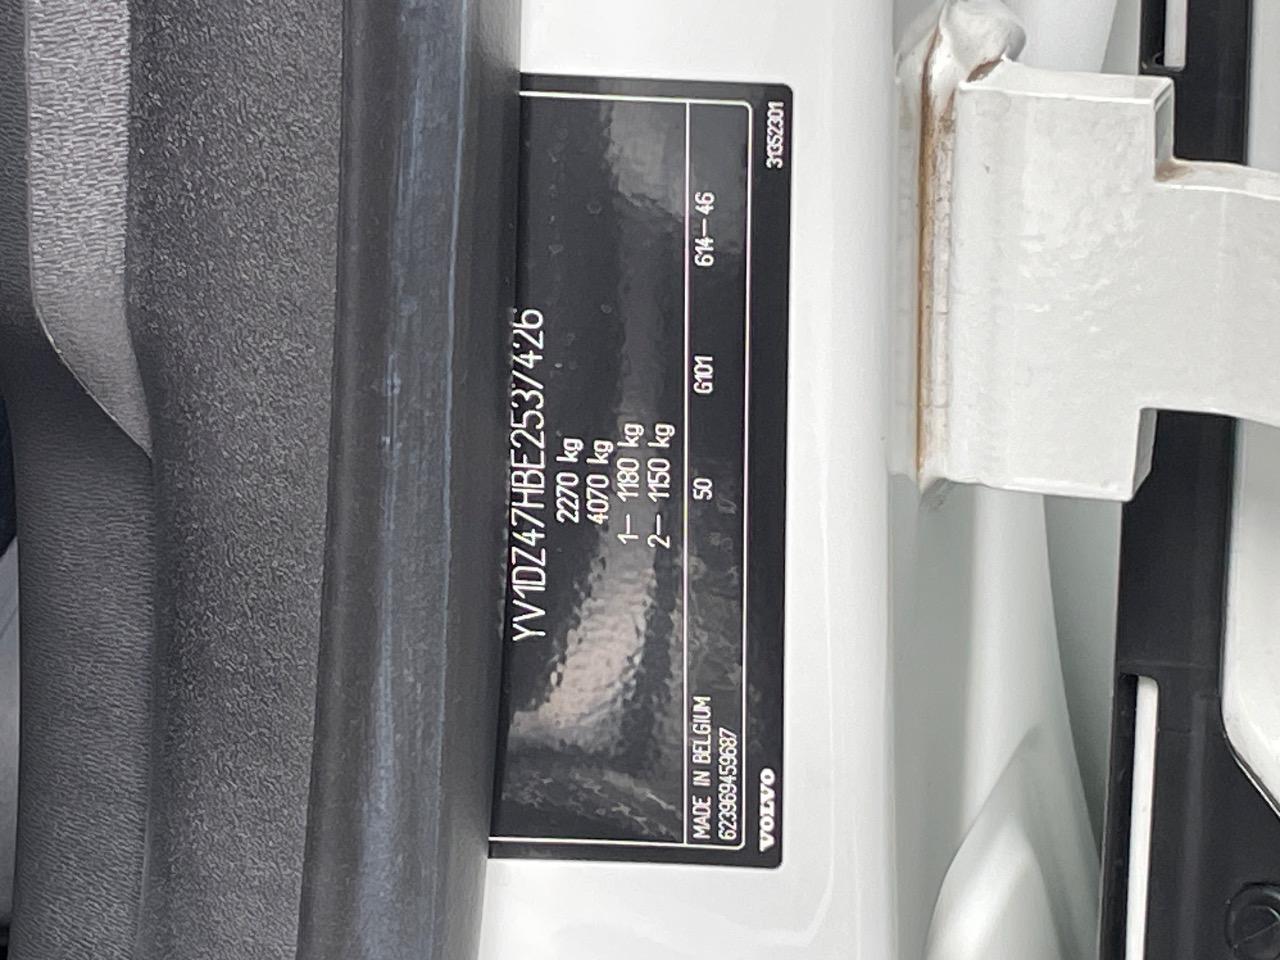 YV1DZ47HBE2537426
2270 kg
4070 kg
1– 1180 kg
2– 1150 kg
MADE IN BELGIUM 50 G101 614–46
623969459687
VOLVO 31352301